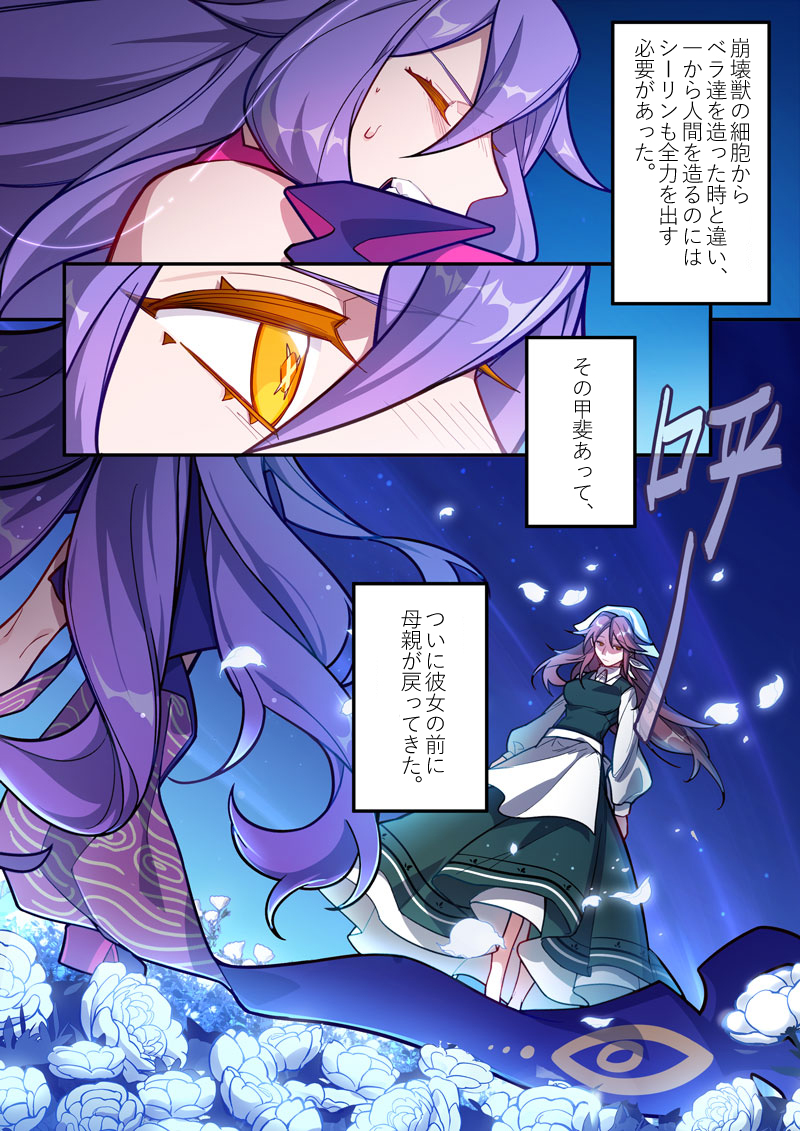 崩壊獣の細胞から
ベラ達を造った時と違い、
一から人間を造るのには
シーリンも全力を出す
必要があった。
その甲斐あって、
呼
ついに彼女の前に
母親が戻ってきた。